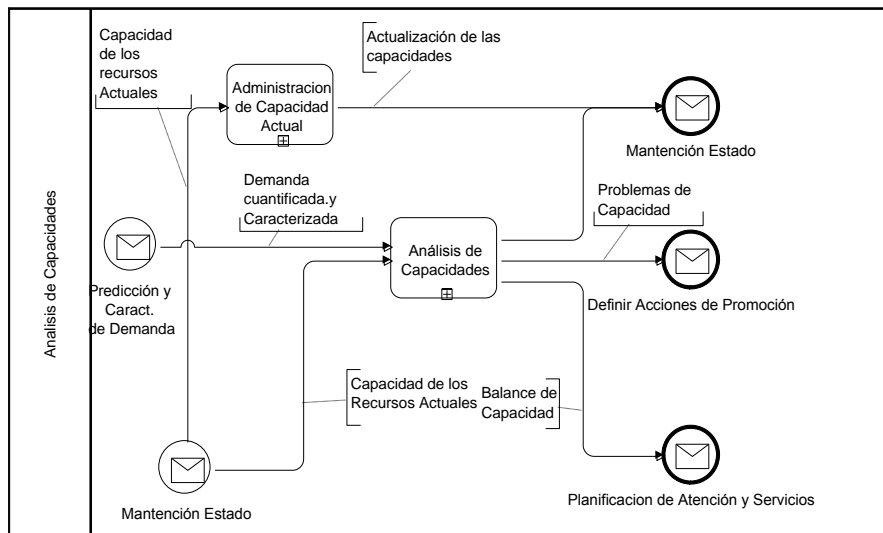 Analisis de Capacidades
Capacidad
de los
recursos
Actuales
Administracion
de Capacidad
Actual
Actualización de las
capacidades
Mantención Estado
Demanda
cuantificada.y
Caracterizada
Problemas de
Capacidad
Análisis de
Capacidades
Predicción y
Caract.
de Demanda
Definir Acciones de Promoción
Capacidad de los
Recursos Actuales
Balance de
Capacidad
Mantención Estado
Planificacion de Atención y Servicios